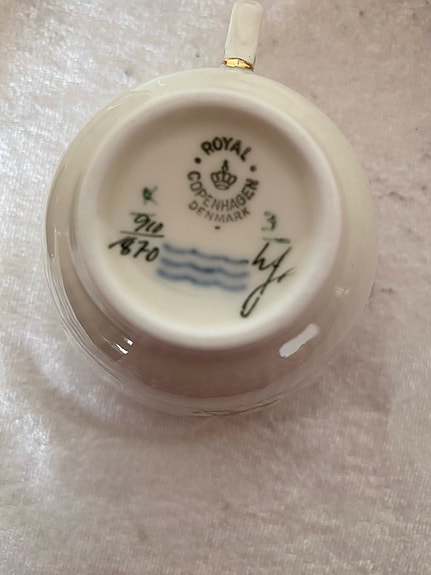 ROYAL
COPENHAGEN
DENMARK
910
1870
3